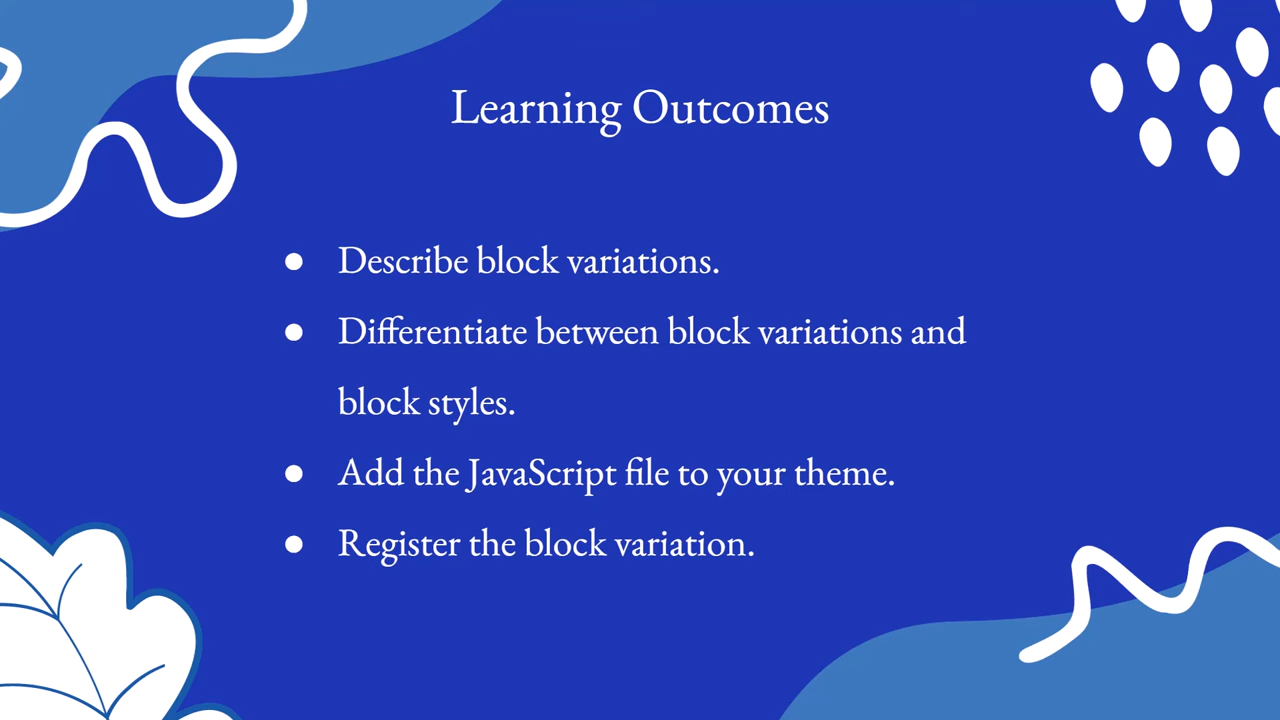 Learning Outcomes
● Describe block variations.
● Differentiate between block variations and
block styles.
● Add the JavaScript file to your theme.
● Register the block variation.